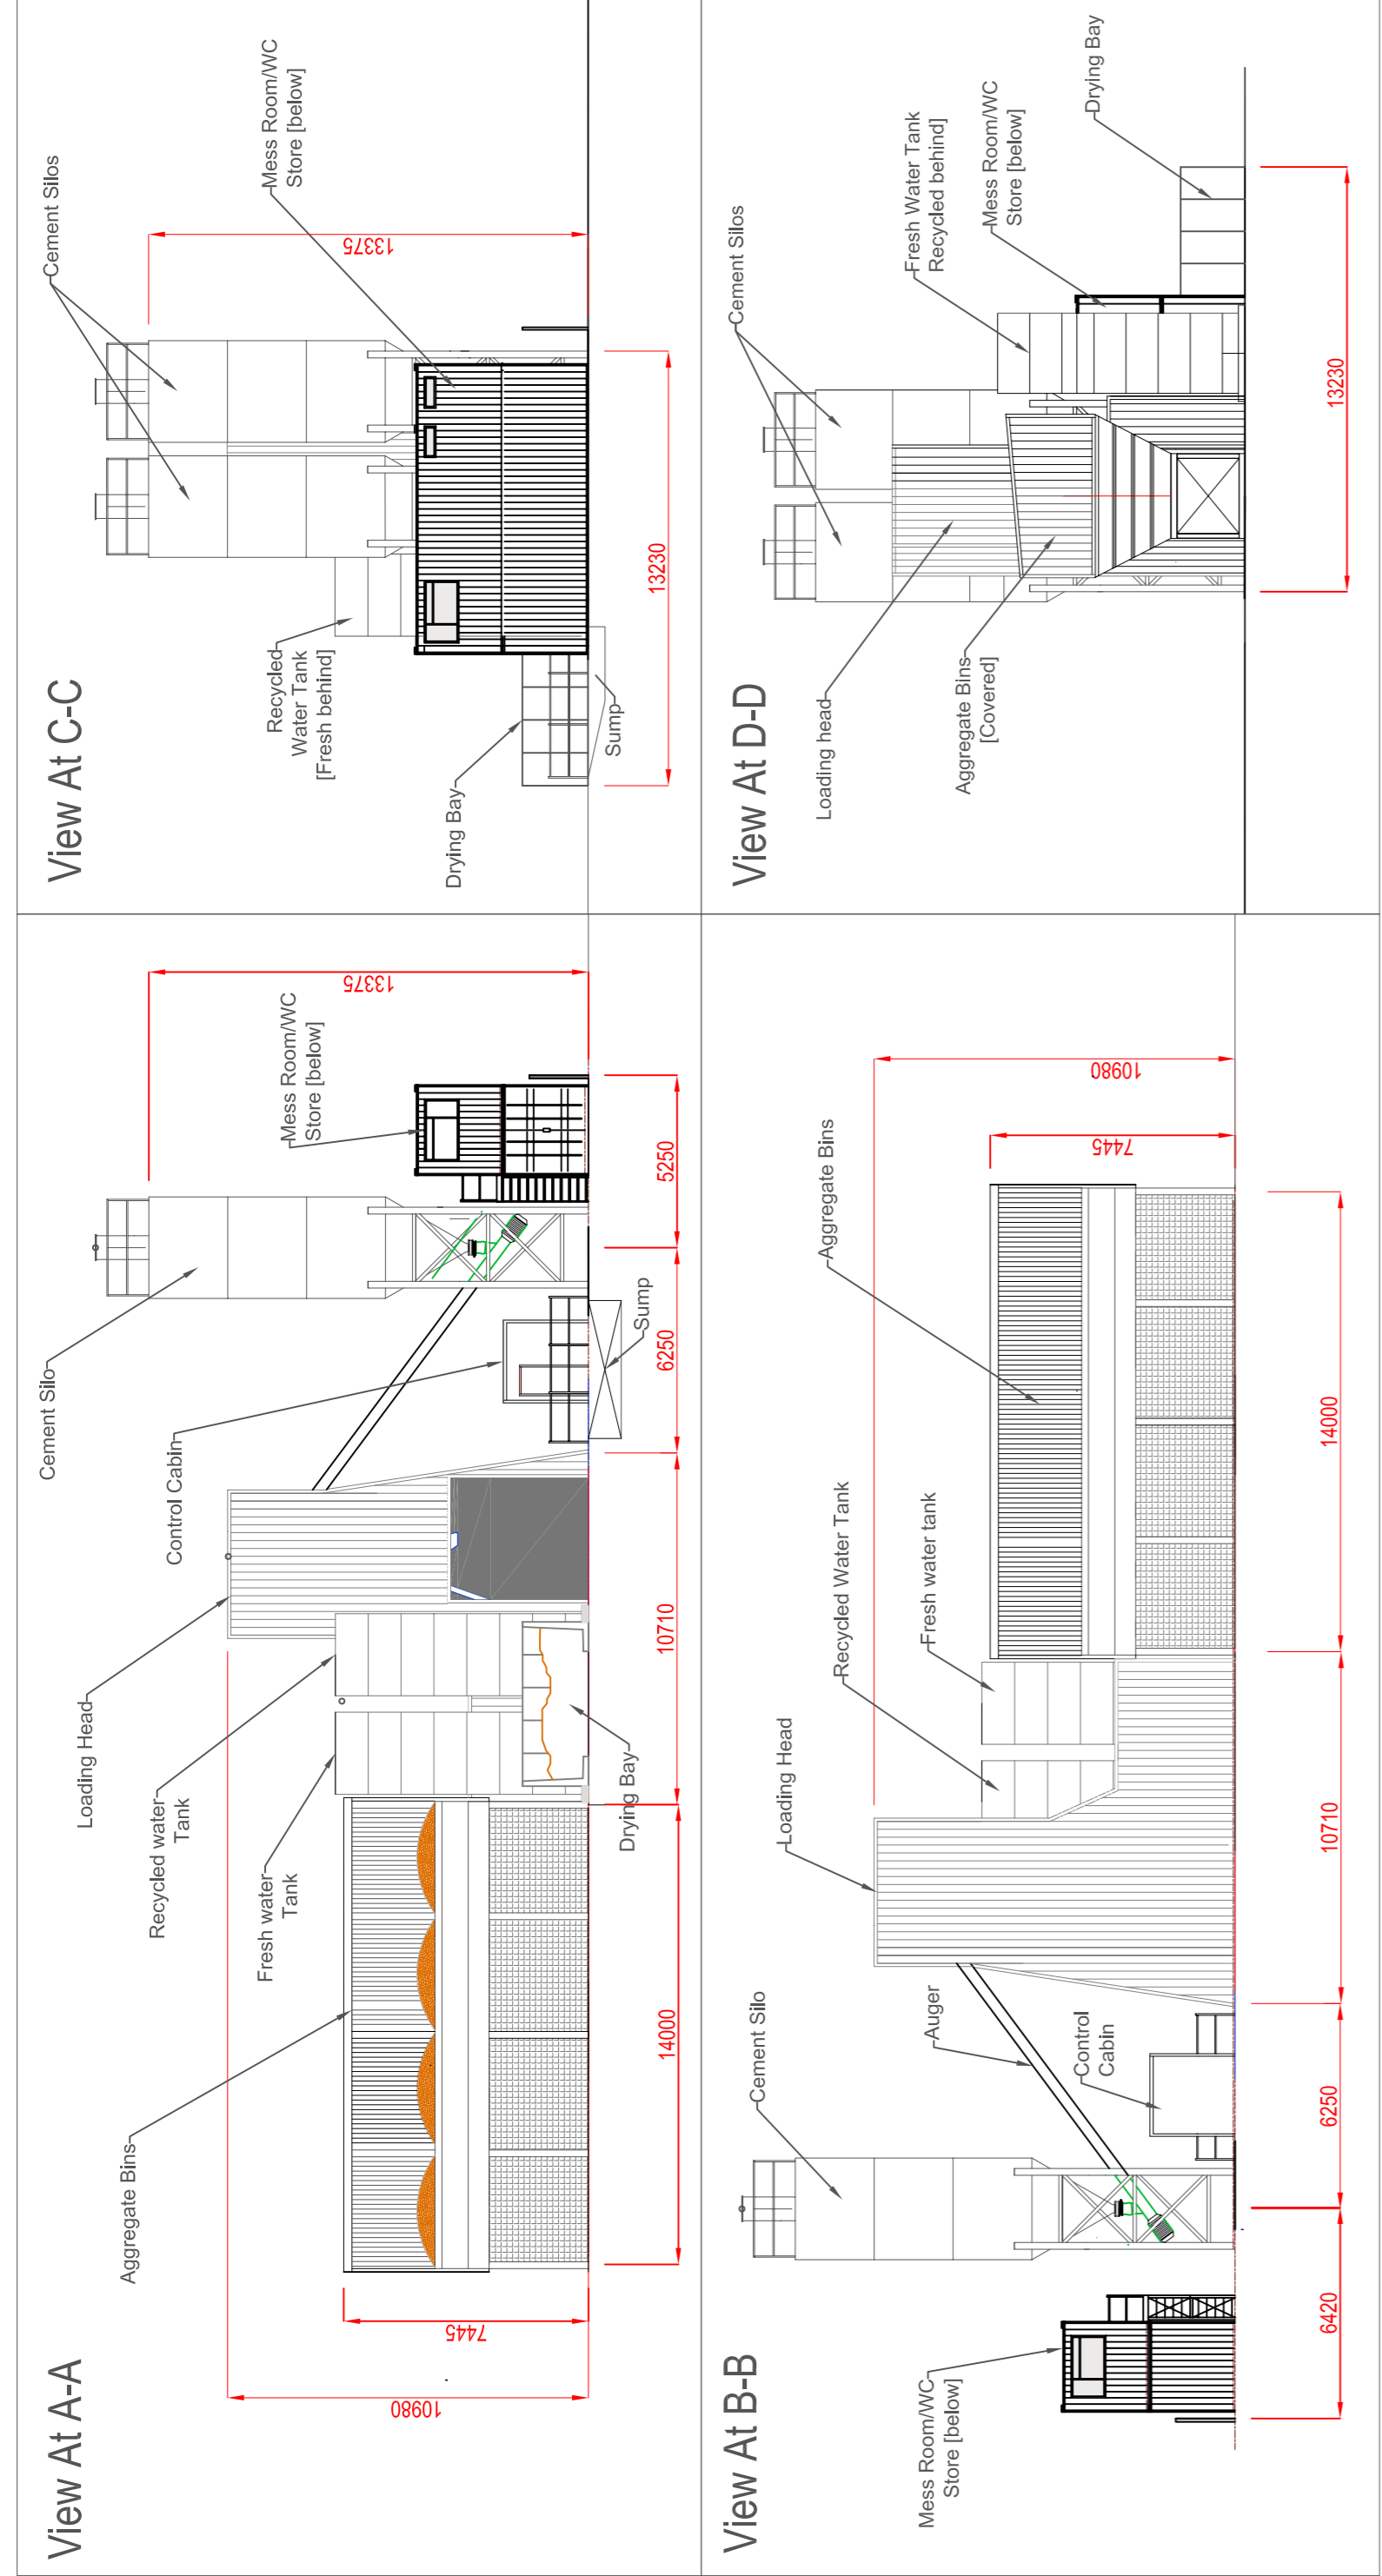 View At A-A
Aggregate Bins
Fresh water
Tank
Recycled water
Tank
Loading Head
Control Cabin
Cement Silo
Mess Room/WC
Store [below]
Drying Bay
Sump
10980
7445
13375
14000
10710
6250
5250
View At C-C
Cement Silos
Mess Room/WC
Store [below]
Recycled
Water Tank
[Fresh behind]
Drying Bay
Sump
13375
13230
View At B-B
Mess Room/WC
Store [below]
Cement Silo
Auger
Control
Cabin
Loading Head
Recycled Water Tank
Fresh water tank
Aggregate Bins
10980
7445
6420
6250
10710
14000
View At D-D
Cement Silos
Loading head
Aggregate Bins
[Covered]
Fresh Water Tank
Recycled behind]
Mess Room/WC
Store [below]
Drying Bay
13230